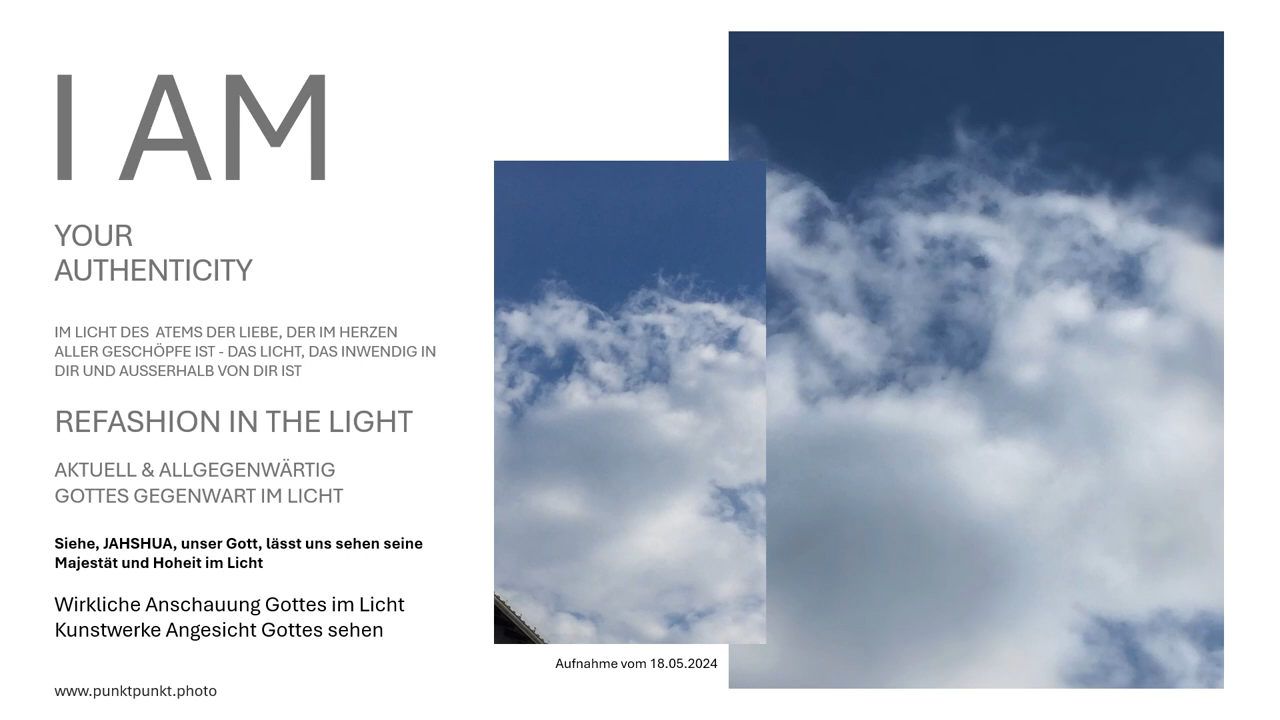 I AM
YOUR
AUTHENTICITY
IM LICHT DES  ATEMS DER LIEBE, DER IM HERZEN
ALLER GESCHÖPFE IST - DAS LICHT, DAS INWENDIG IN
DIR UND AUSSERHALB VON DIR IST
REFASHION IN THE LIGHT
AKTUELL & ALLGEGENWÄRTIG
GOTTES GEGENWART IM LICHT
Siehe, JAHSHUA, unser Gott, lässt uns sehen seine
Majestät und Hoheit im Licht
Wirkliche Anschauung Gottes im Licht
Kunstwerke Angesicht Gottes sehen
Aufnahme vom 18.05.2024
www.punktpunkt.photo